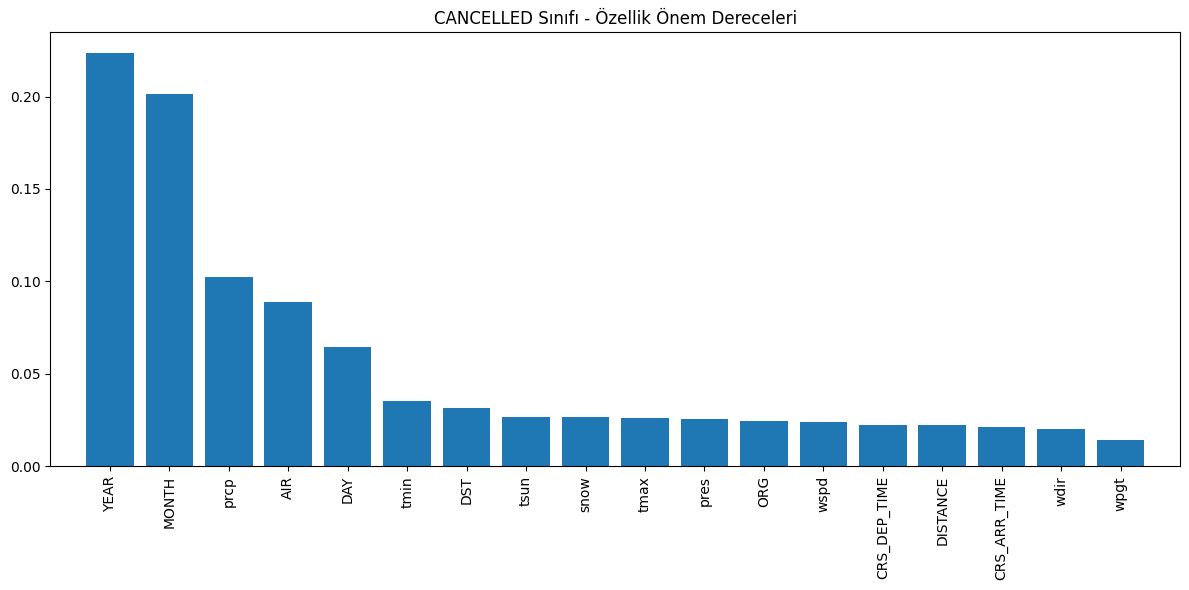 CANCELLED Sınıfı - Özellik Önem Dereceleri
0.20
0.15
0.10
0.05
0.00
YEAR
MONTH
prcp
AIR
DAY
tmin
DST
tsun
snow
tmax
pres
ORG
wspd
CRS_DEP_TIME
DISTANCE
CRS_ARR_TIME
wdir
wpgt